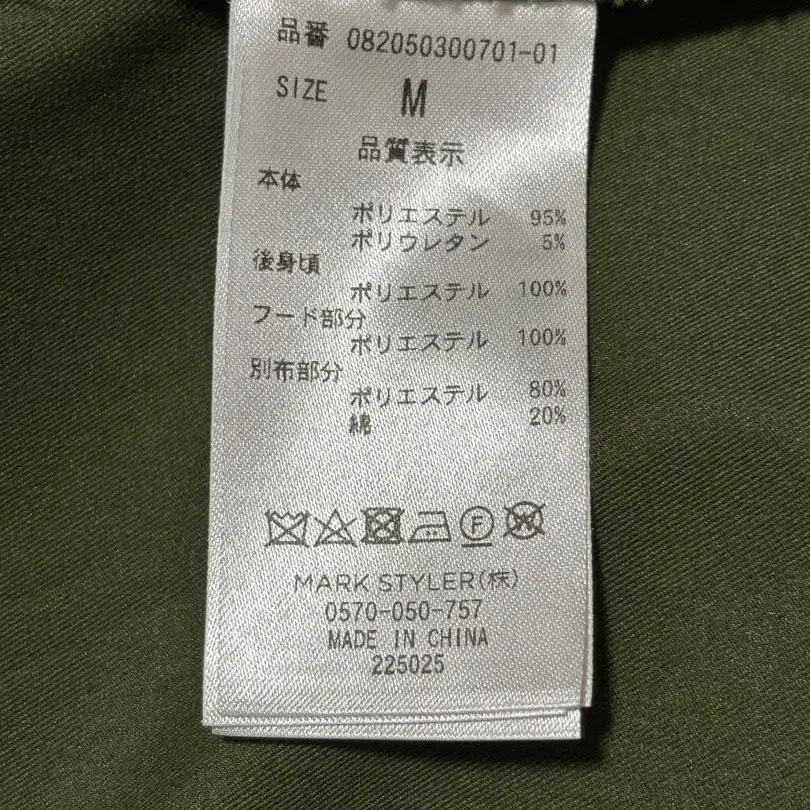 品番 082050300701-01
SIZE M
品質表示
本体
ポリエステル 95%
ポリウレタン 5%
後身頃
ポリエステル 100%
フード部分
ポリエステル 100%
別布部分
ポリエステル 80%
綿 20%
F W
MARK STYLER(株)
0570-050-757
MADE IN CHINA
225025